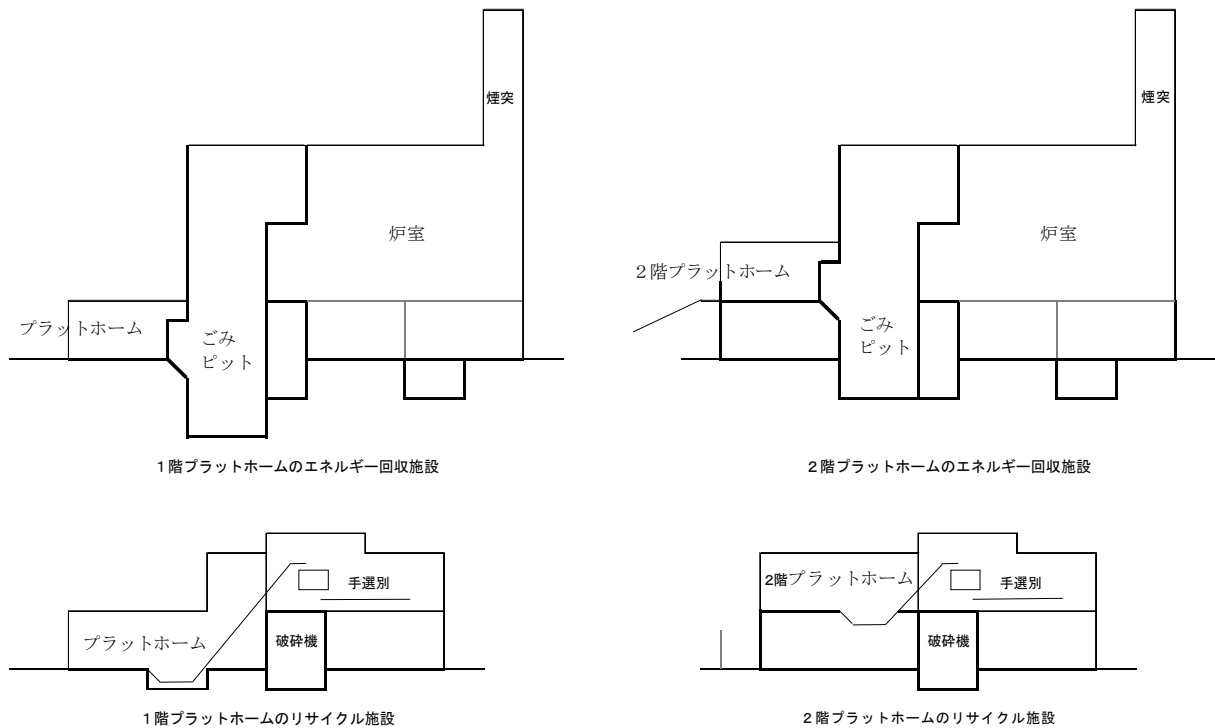 煙突
炉室
プラットホーム
ごみ
ピット
1階プラットホームのエネルギー回収施設
煙突
炉室
2階プラットホーム
ごみ
ピット
2階プラットホームのエネルギー回収施設
手選別
プラットホーム
破砕機
1階プラットホームのリサイクル施設
2階プラットホーム
手選別
破砕機
2階プラットホームのリサイクル施設